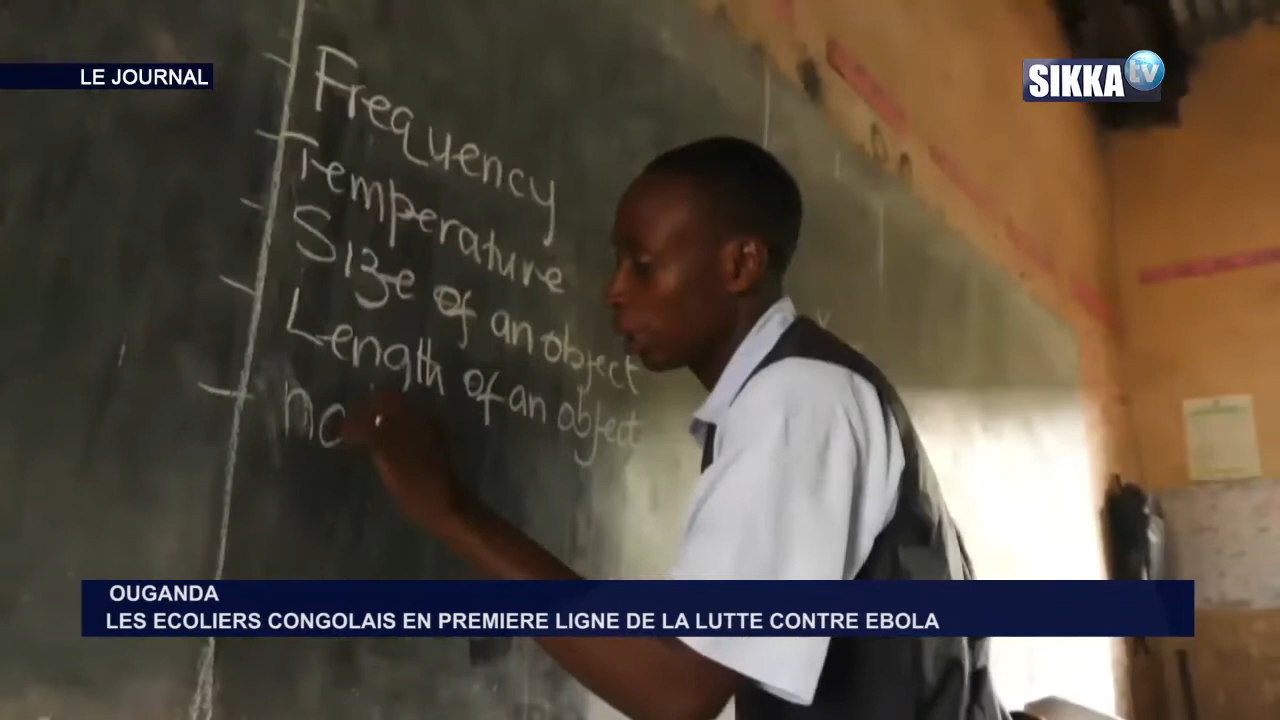 LE JOURNAL
SIKKA tv
Frequency
Temperature
Size of an object
Length of an object
OUGANDA
LES ECOLIERS CONGOLAIS EN PREMIERE LIGNE DE LA LUTTE CONTRE EBOLA